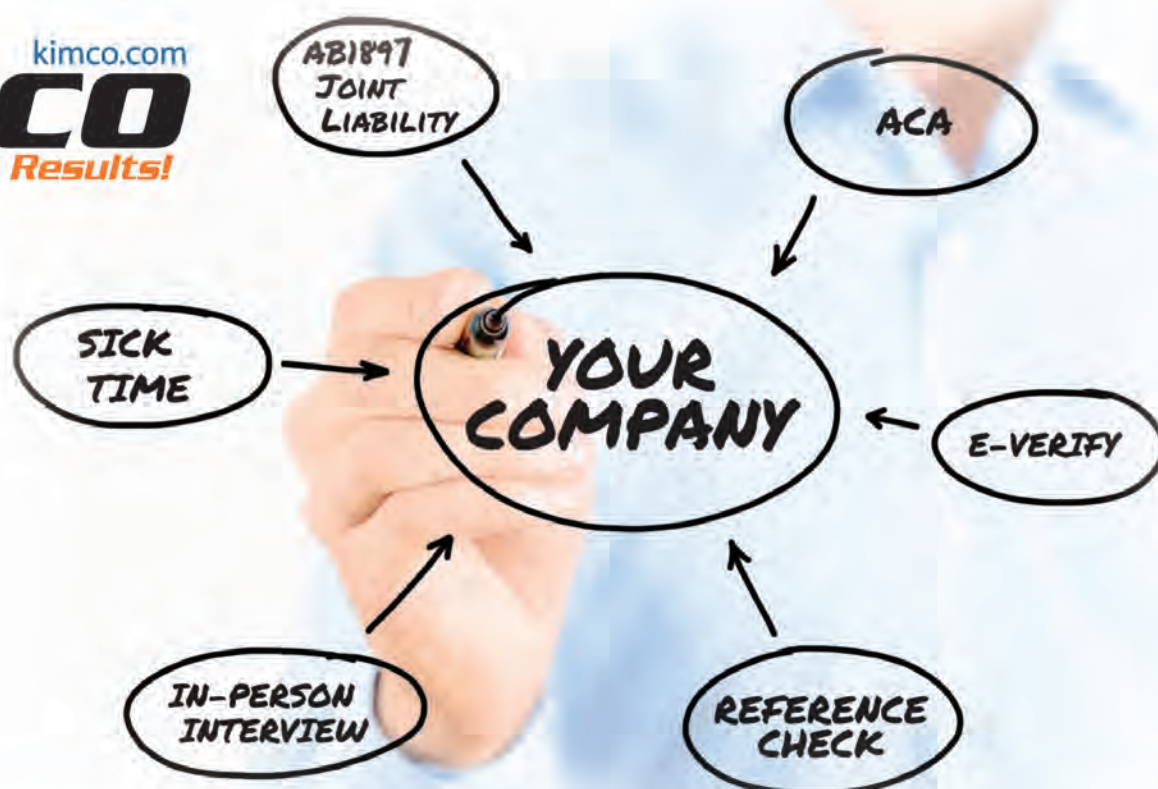 kimco.com
CO
Results!
AB1897
JOINT
LIABILITY
ACA
SICK
TIME
YOUR
COMPANY
E-VERIFY
IN-PERSON
INTERVIEW
REFERENCE
CHECK